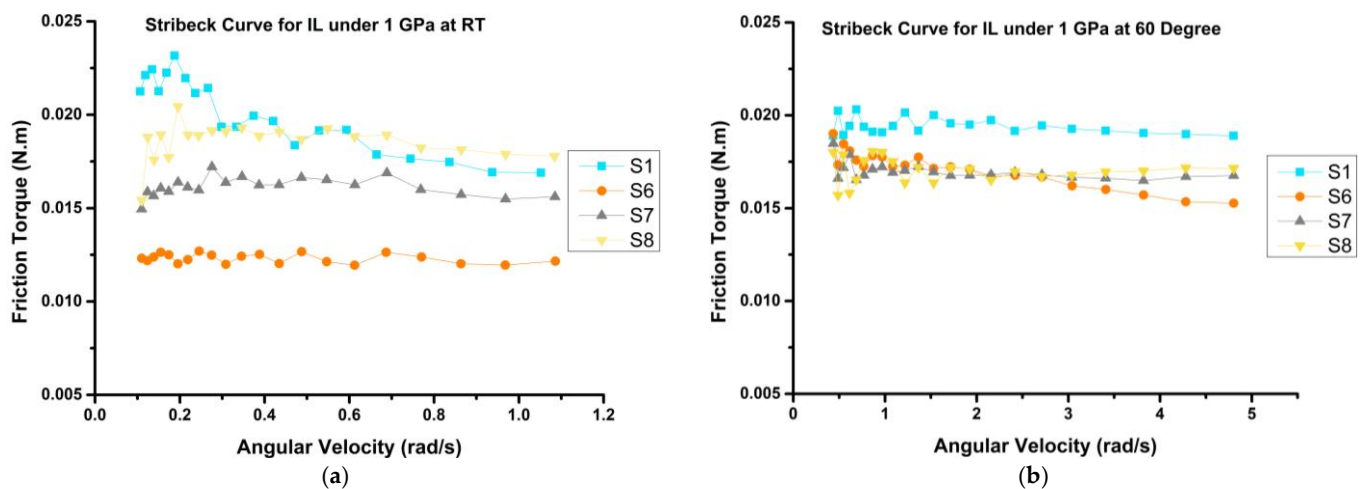 Stribeck Curve for IL under 1 GPa at RT
0.025
0.020
0.015
0.010
0.005
Friction Torque (N.m)
0.0 0.2 0.4 0.6 0.8 1.0 1.2
Angular Velocity (rad/s)
S1
S6
S7
S8
(a)
Stribeck Curve for IL under 1 GPa at 60 Degree
0.025
0.020
0.015
0.010
0.005
Friction Torque (N.m)
0 1 2 3 4 5
Angular Velocity (rad/s)
S1
S6
S7
S8
(b)